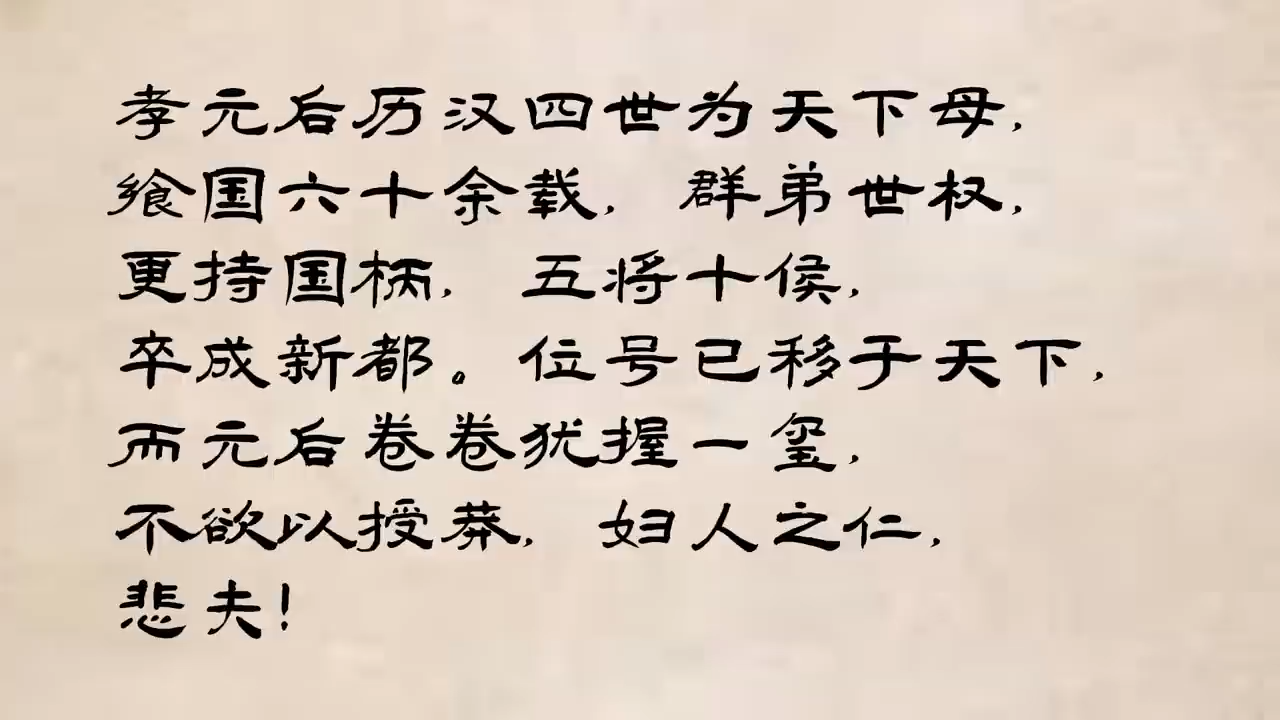 孝元后历汉四世为天下母，
飨国六十余载，群弟世权，
更持国柄，五将十侯，
卒成新都。位号已移于天下，
而元后卷卷犹握一玺，
不欲以授莽，妇人之仁，
悲夫！